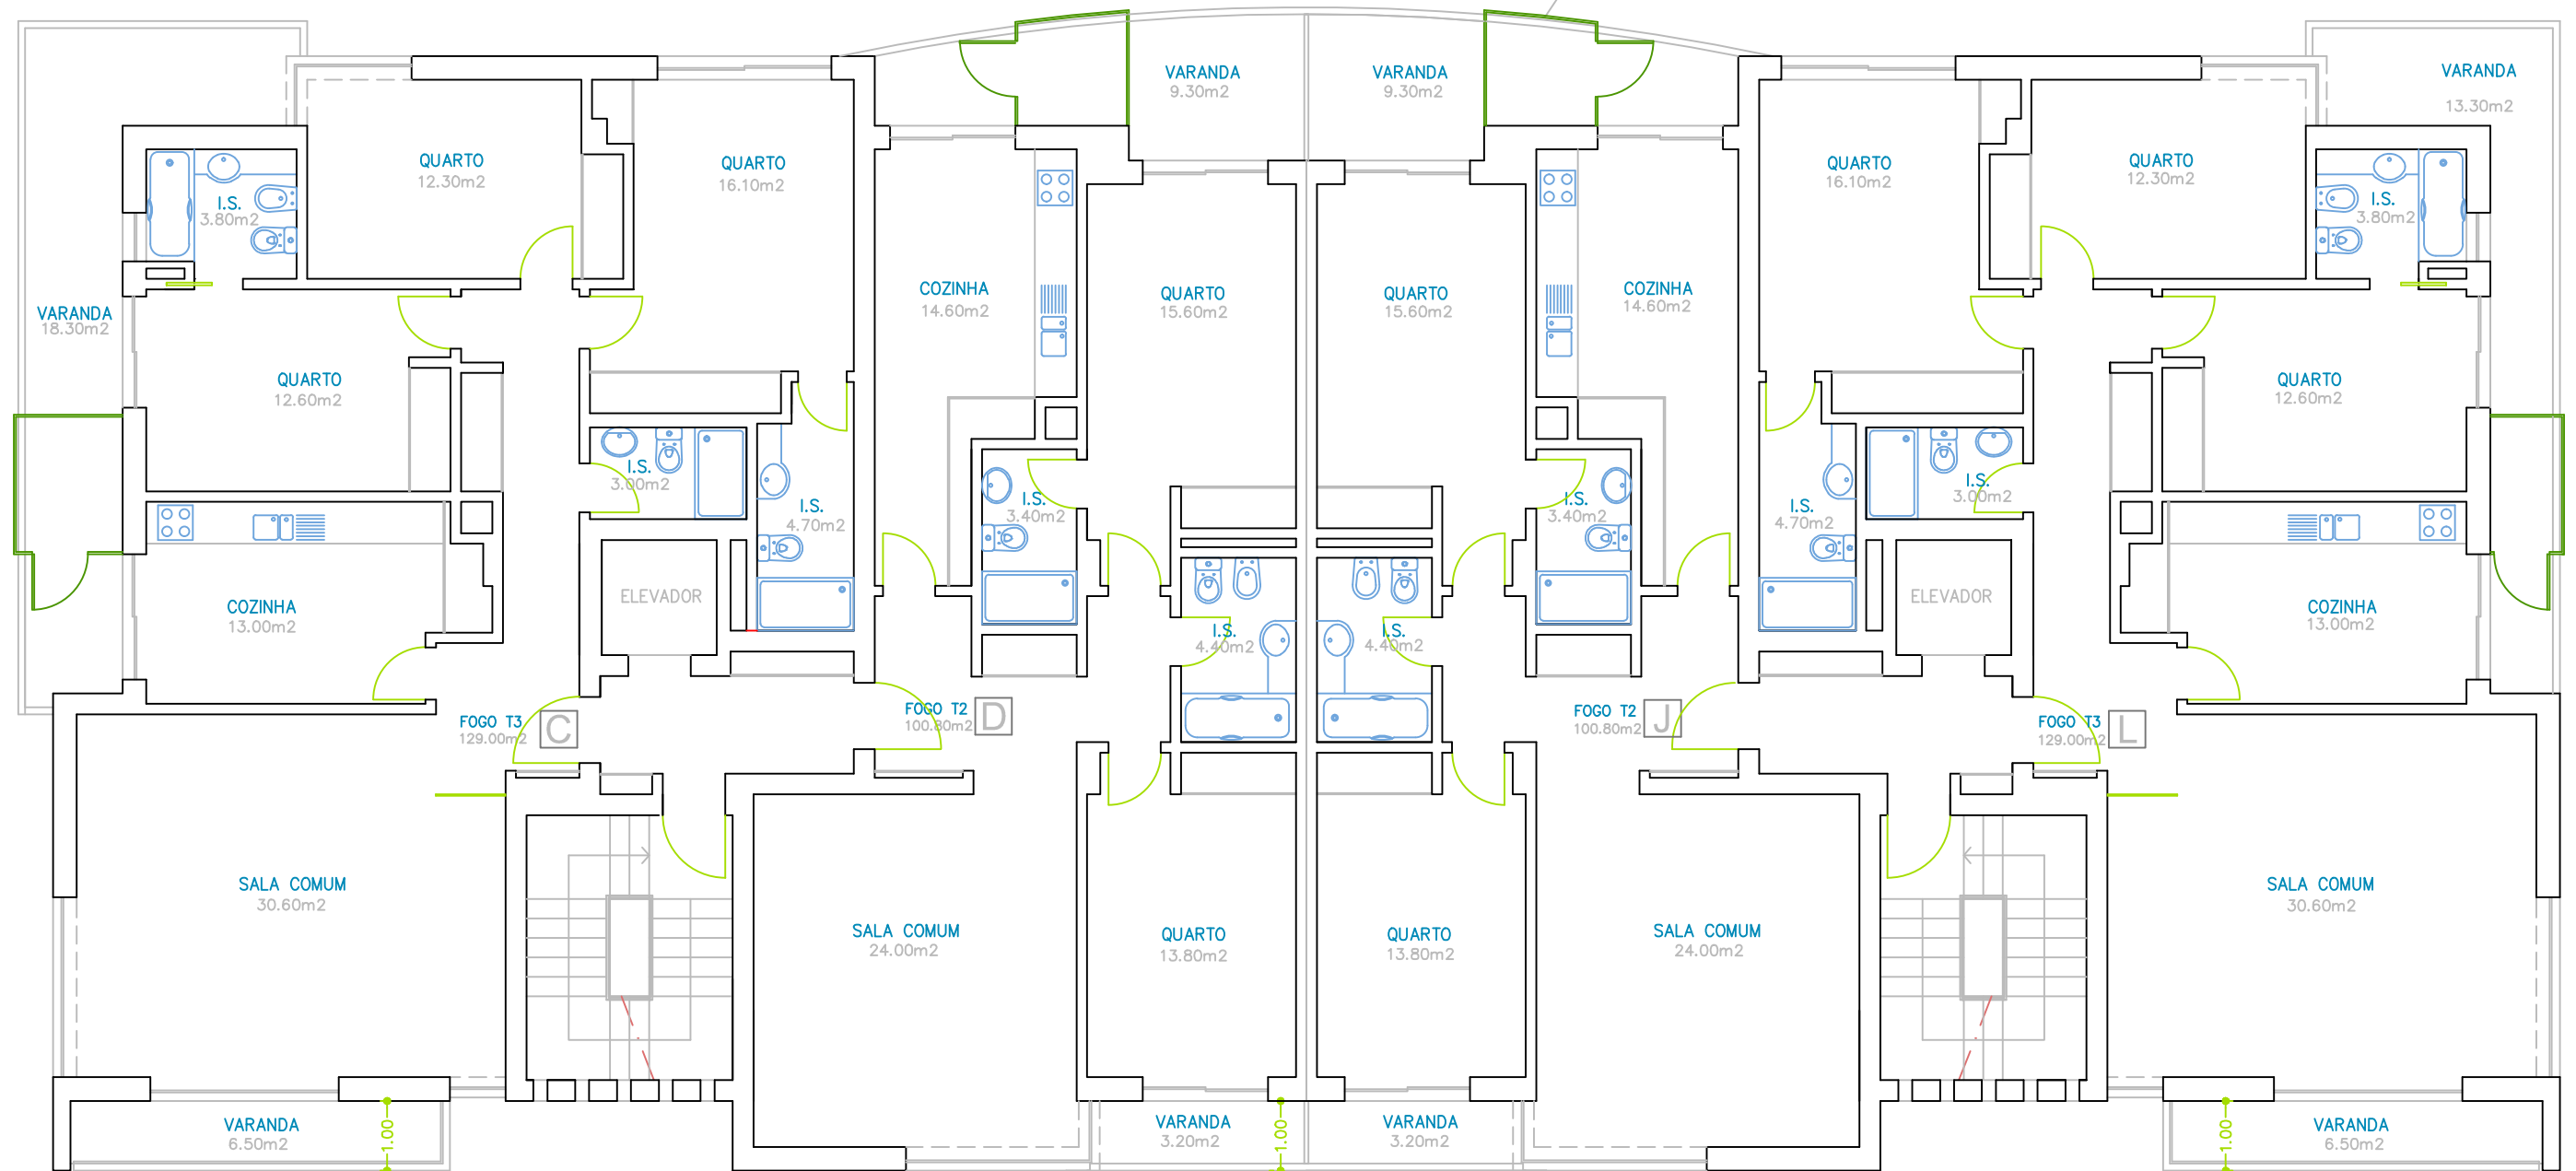 VARANDA
9.30m2
VARANDA
9.30m2
VARANDA
13.30m2
QUARTO
12.30m2
QUARTO
16.10m2
QUARTO
16.10m2
QUARTO
12.30m2
I.S.
3.80m2
I.S.
3.80m2
COZINHA
14.60m2
QUARTO
15.60m2
QUARTO
15.60m2
COZINHA
14.60m2
VARANDA
18.30m2
QUARTO
12.60m2
QUARTO
12.60m2
I.S.
3.00m2
I.S.
4.70m2
I.S.
3.40m2
I.S.
3.40m2
I.S.
4.70m2
I.S.
3.00m2
COZINHA
13.00m2
ELEVADOR
I.S.
4.40m2
I.S.
4.40m2
ELEVADOR
COZINHA
13.00m2
FOGO T3
129.00m2
C
FOGO T2
100.80m2
D
FOGO T2
100.80m2
J
FOGO T3
129.00m2
L
SALA COMUM
30.60m2
SALA COMUM
24.00m2
QUARTO
13.80m2
QUARTO
13.80m2
SALA COMUM
24.00m2
SALA COMUM
30.60m2
VARANDA
6.50m2
1.00
VARANDA
3.20m2
1.00
VARANDA
3.20m2
1.00
VARANDA
6.50m2